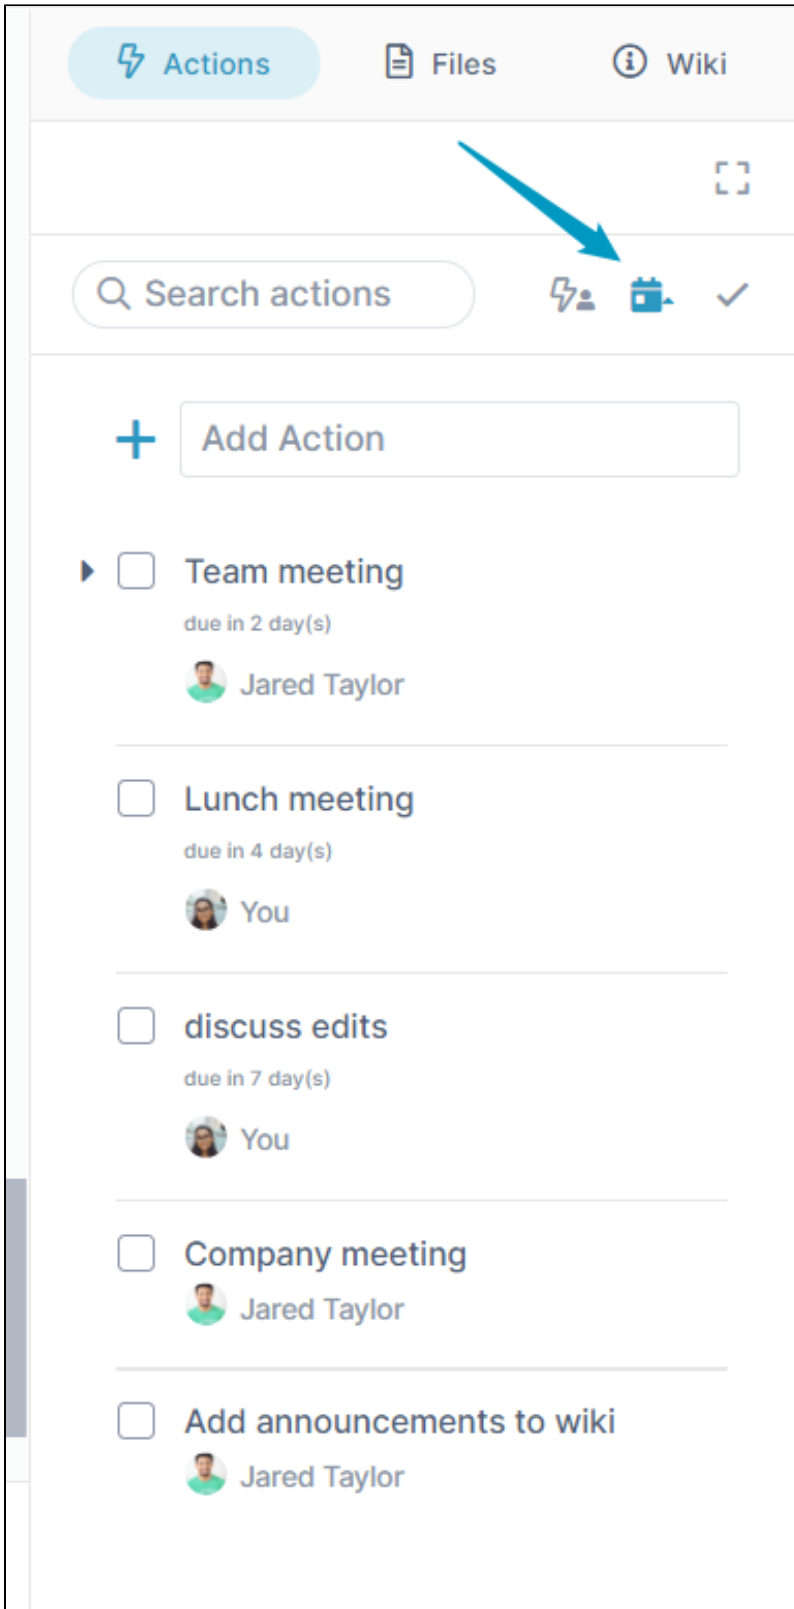 Actions Files Wiki
Search actions
Add Action
Team meeting
due in 2 day(s)
Jared Taylor
Lunch meeting
due in 4 day(s)
You
discuss edits
due in 7 day(s)
You
Company meeting
Jared Taylor
Add announcements to wiki
Jared Taylor